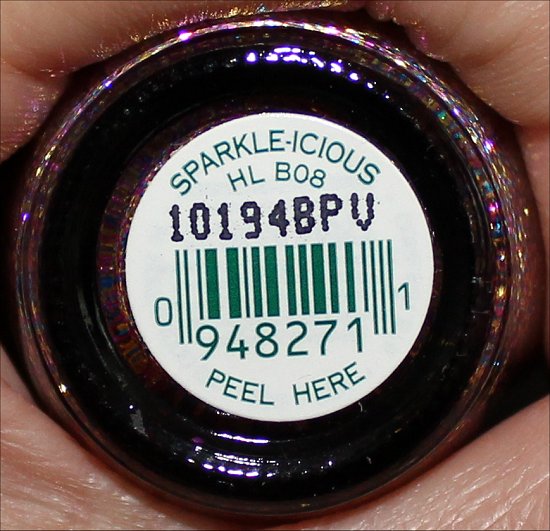 SPARKLE-ICIOUS
HL B08
10194BPV
0 948271 1
PEEL HERE